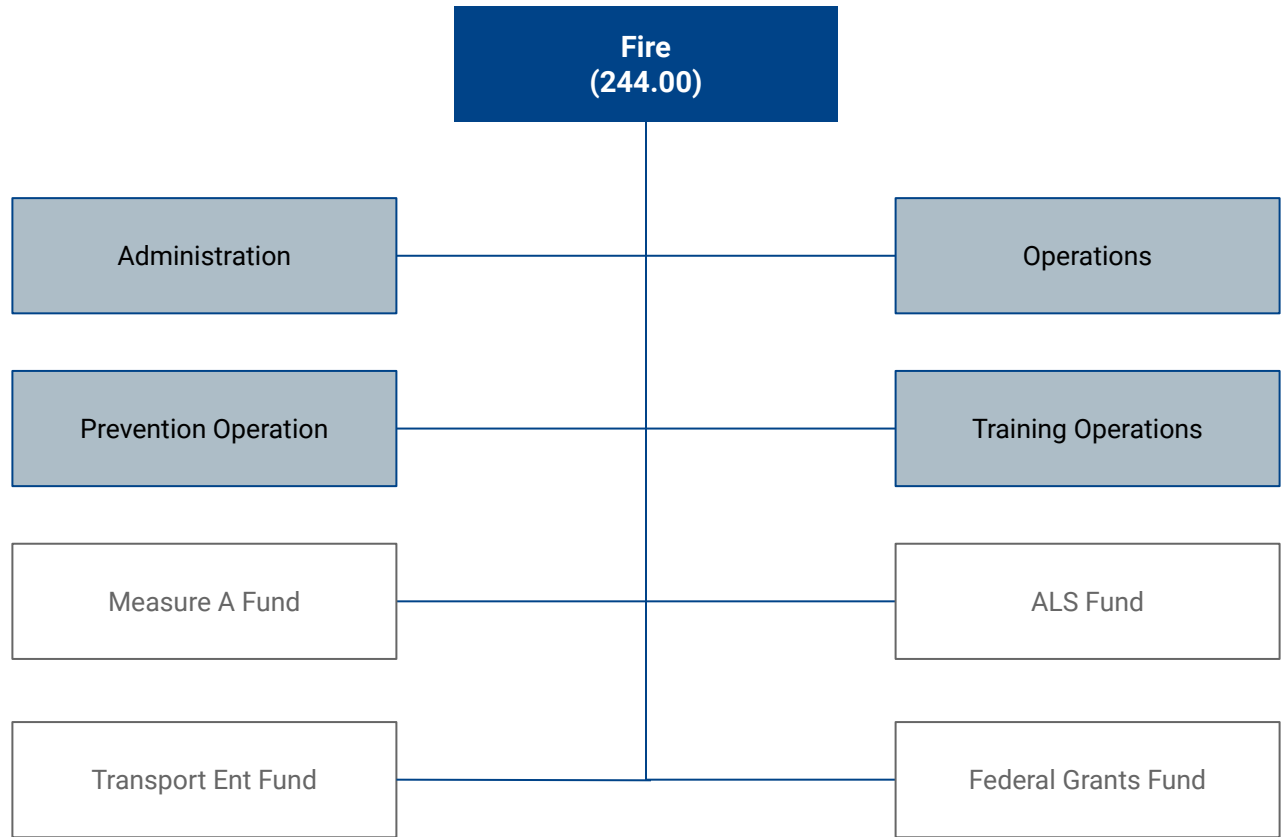 Fire
(244.00)
Administration
Operations
Prevention Operation
Training Operations
Measure A Fund
ALS Fund
Transport Ent Fund
Federal Grants Fund